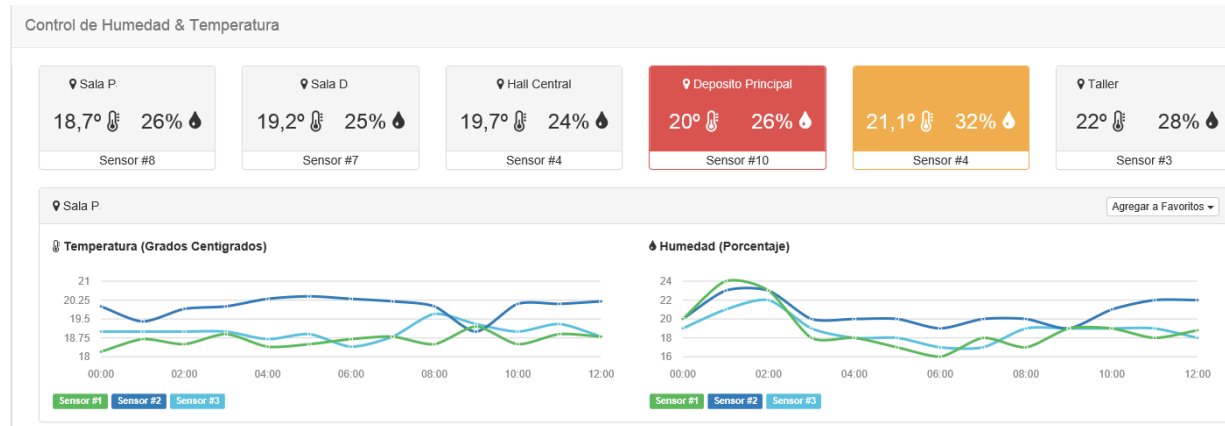 Control de Humedad & Temperatura
Sala P
18,7º 26%
Sensor #8
Sala D
19,2º 25%
Sensor #7
Hall Central
19,7º 24%
Sensor #4
Deposito Principal
20º 26%
Sensor #10
21,1º 32%
Sensor #4
Taller
22º 28%
Sensor #3
Sala P
Agregar a Favoritos
Temperatura (Grados Centigrados)
21
20.25
19.5
18.75
18
00:00 02:00 04:00 06:00 08:00 10:00 12:00
Sensor #1 Sensor #2 Sensor #3
Humedad (Porcentaje)
24
22
20
18
16
00:00 02:00 04:00 06:00 08:00 10:00 12:00
Sensor #1 Sensor #2 Sensor #3